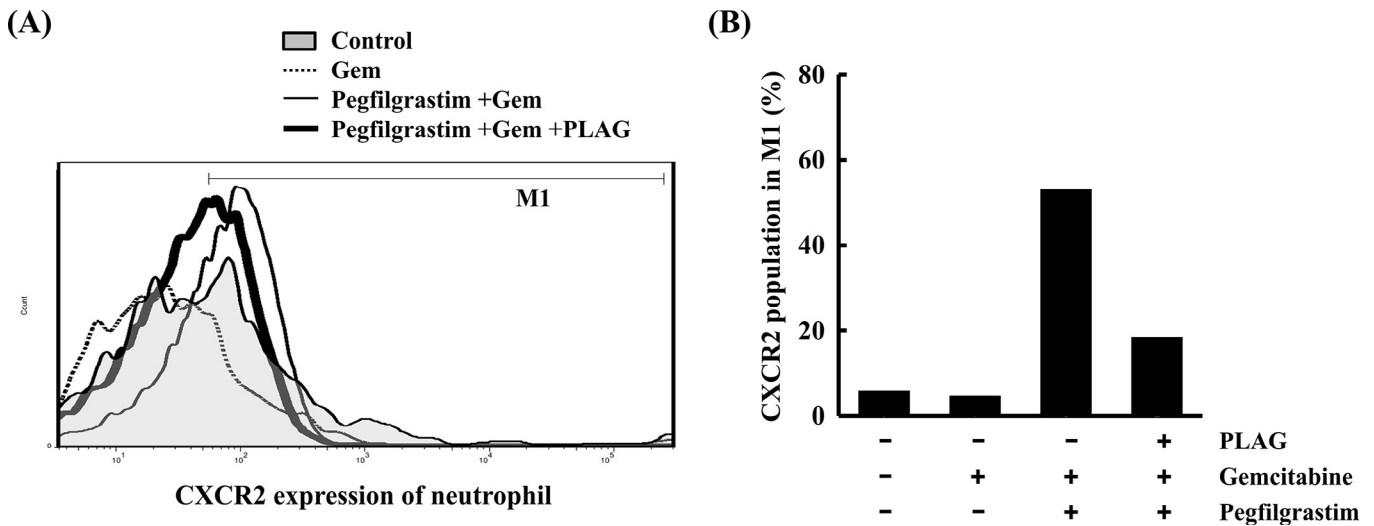 (A)
Control
Gem
Pegfilgrastim +Gem
Pegfilgrastim +Gem +PLAG
M1
Count
0
10¹ 10² 10³ 10⁴ 10⁵
CXCR2 expression of neutrophil
(B)
CXCR2 population in M1 (%)
80
60
40
20
0
− − − + PLAG
− + + + Gemcitabine
− − + + Pegfilgrastim